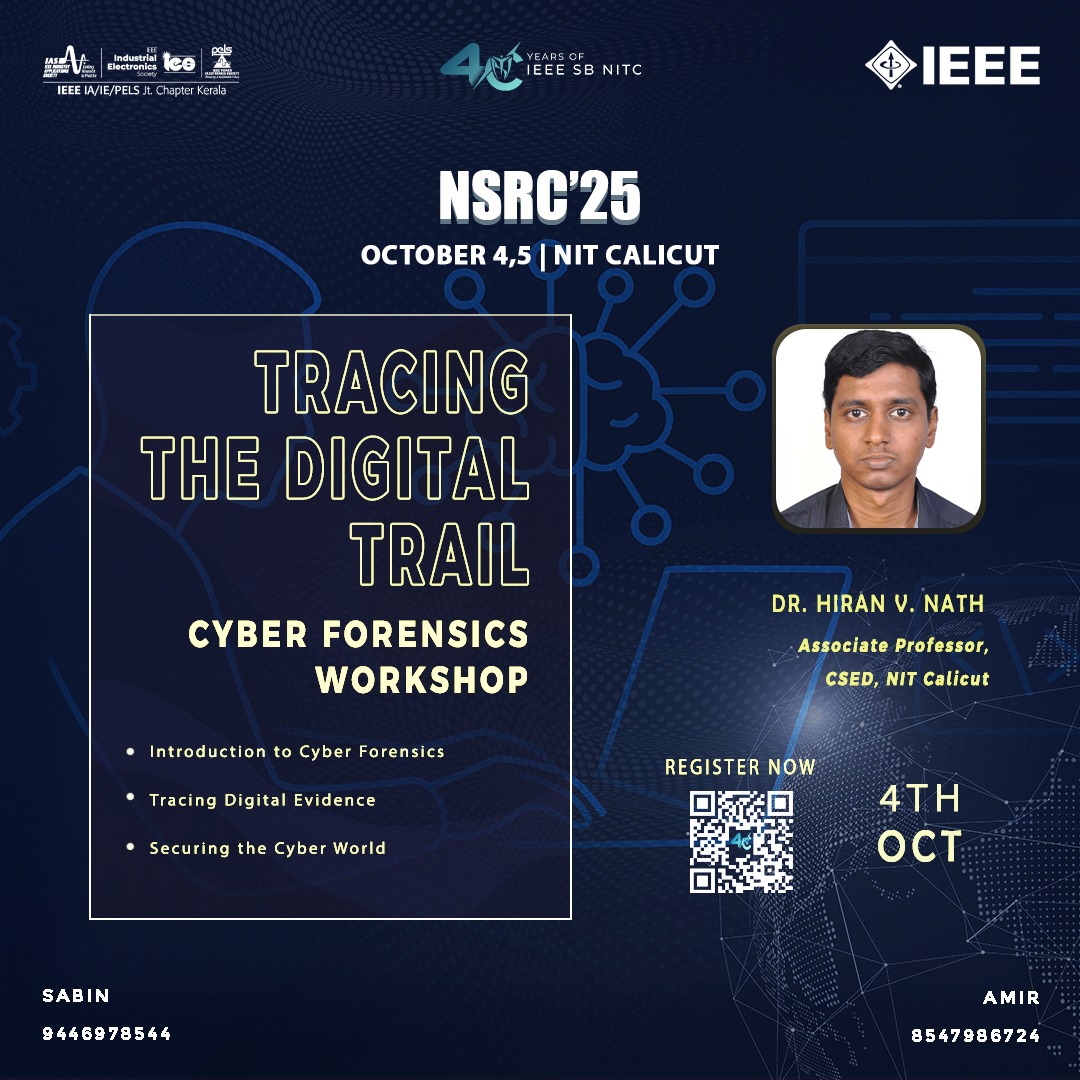 IEEE
Industrial
Electronics
Society
ies
pels
IEEE IA/IE/PELS Jt. Chapter Kerala
YEARS OF
IEEE SB NITC
IEEE
NSRC'25
OCTOBER 4,5 | NIT CALICUT
TRACING
THE DIGITAL
TRAIL
CYBER FORENSICS
WORKSHOP
• Introduction to Cyber Forensics
• Tracing Digital Evidence
• Securing the Cyber World
DR. HIRAN V. NATH
Associate Professor,
CSED, NIT Calicut
REGISTER NOW
4TH
OCT
SABIN
9446978544
AMIR
8547986724